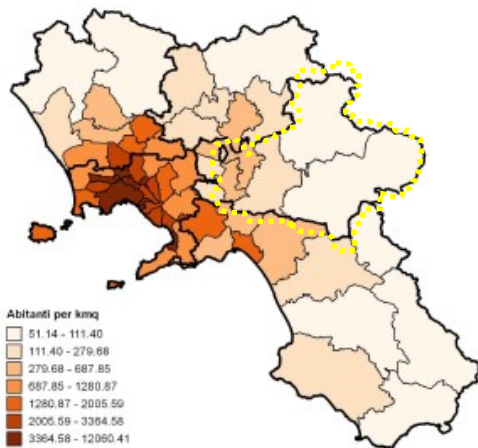 Abitanti per kmq
51.14 - 111.40
111.40 - 279.68
279.68 - 687.85
687.85 - 1280.87
1280.87 - 2005.59
2005.59 - 3364.58
3364.58 - 12060.41